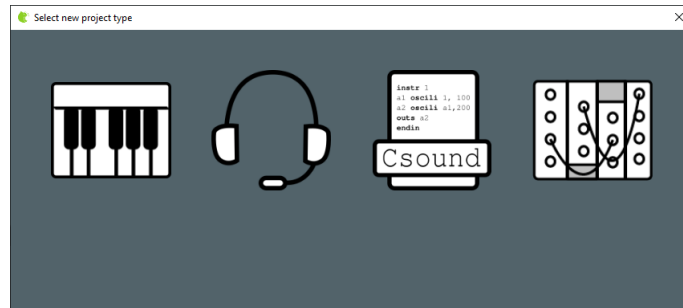 Select new project type
instr 1
a1 oscili 1, 100
a2 oscili a1,200
outs a2
endin
Csound